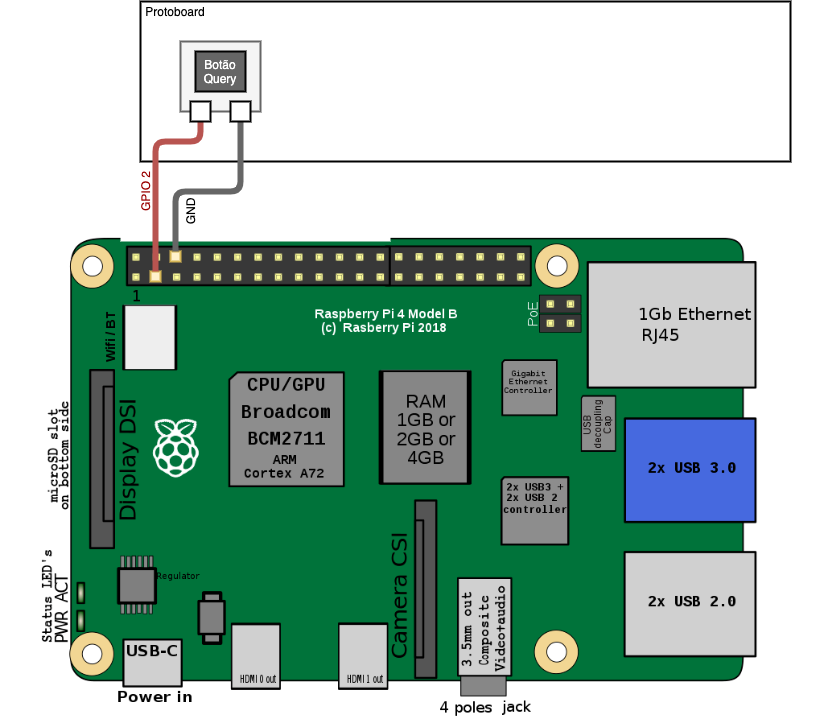 Protoboard
Botão
Query
GPIO 2
GND
1
Raspberry Pi 4 Model B
(c) Rasberry Pi 2018
PoE
1Gb Ethernet
RJ45
Wifi / BT
CPU/GPU
Broadcom
BCM2711
ARM
Cortex A72
RAM
1GB or
2GB or
4GB
Gigabit
Ethernet
Controller
USB
decoupling
Cap
Display DSI
microSD slot
on bottom side
2x USB 3.0
2x USB3 +
2x USB 2
controller
Status LED's
PWR ACT
Regulator
Camera CSI
3.5mm out
Composite
Videotaudio
2x USB 2.0
USB-C
HDMI 0 out
HDMI 1 out
Power in
4 poles jack